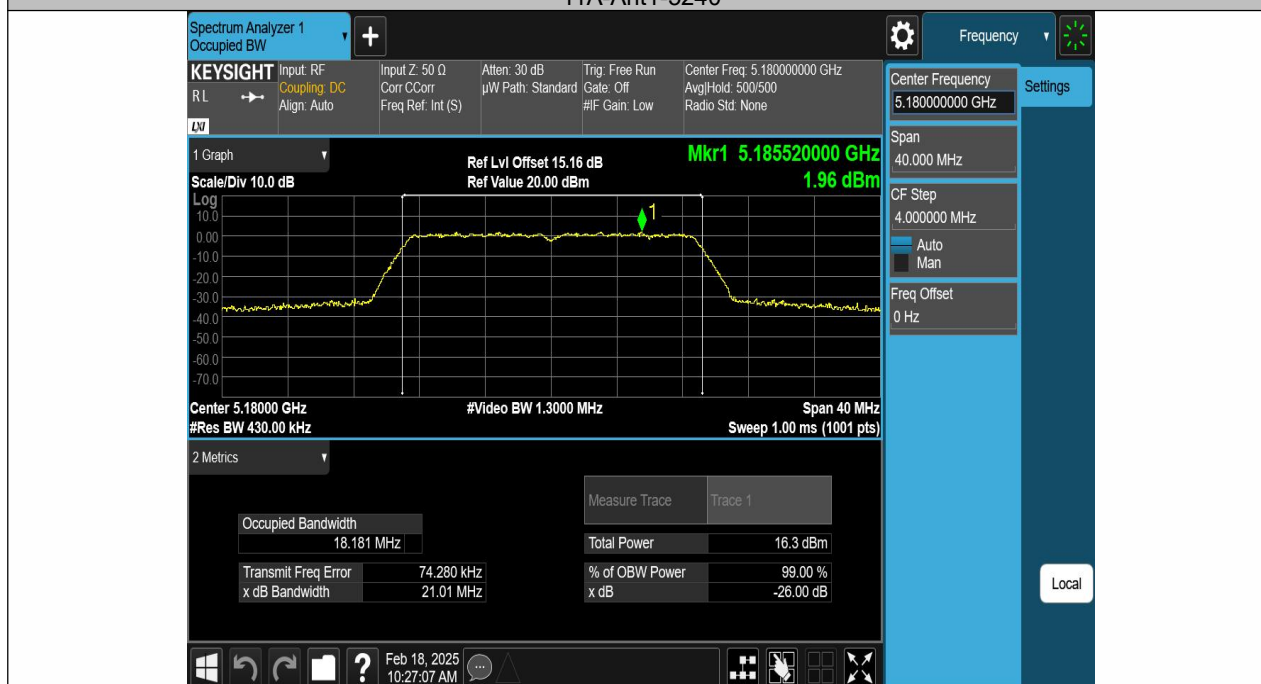 Spectrum Analyzer 1
Occupied BW
+
Frequency
KEYSIGHT
RL
LXI
Input: RF
Coupling: DC
Align: Auto
Input Z: 50 Ω
Corr CCorr
Freq Ref: Int (S)
Atten: 30 dB
µW Path: Standard
Trig: Free Run
Gate: Off
#IF Gain: Low
Center Freq: 5.180000000 GHz
Avg|Hold: 500/500
Radio Std: None
Center Frequency
5.180000000 GHz
Settings
Span
40.000 MHz
CF Step
4.000000 MHz
Auto
Man
Freq Offset
0 Hz
Local
1 Graph
Scale/Div 10.0 dB
Ref Lvl Offset 15.16 dB
Ref Value 20.00 dBm
Mkr1 5.185520000 GHz
1.96 dBm
Log
10.0
0.00
-10.0
-20.0
-30.0
-40.0
-50.0
-60.0
-70.0
1
Center 5.18000 GHz
#Res BW 430.00 kHz
#Video BW 1.3000 MHz
Span 40 MHz
Sweep 1.00 ms (1001 pts)
2 Metrics
Measure Trace Trace 1
Occupied Bandwidth
18.181 MHz
Total Power 16.3 dBm
Transmit Freq Error 74.280 kHz
% of OBW Power 99.00 %
x dB Bandwidth 21.01 MHz
x dB -26.00 dB
?
Feb 18, 2025
10:27:07 AM